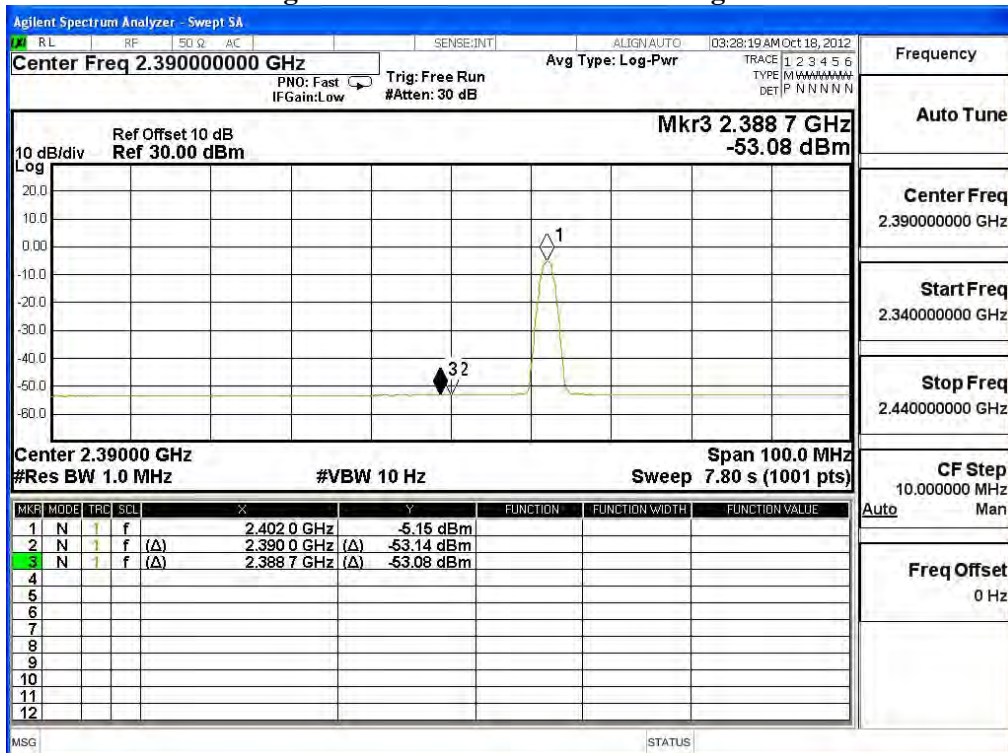 Agilent Spectrum Analyzer - Swept SA
RL RF 50 Ω AC SENSE:INT ALIGN AUTO 03:28:19 AM Oct 18, 2012
Center Freq 2.390000000 GHz
PNO: Fast
IFGain:Low
Trig: Free Run
#Atten: 30 dB
Avg Type: Log-Pwr
TRACE 1 2 3 4 5 6
TYPE M
DET P N N N N N
Ref Offset 10 dB
10 dB/div Ref 30.00 dBm
Log
Mkr3 2.388 7 GHz
-53.08 dBm
20.0
10.0
0.00
-10.0
-20.0
-30.0
-40.0
-50.0
-60.0
1
3 2
Center 2.39000 GHz Span 100.0 MHz
#Res BW 1.0 MHz #VBW 10 Hz Sweep 7.80 s (1001 pts)
MKR MODE TRC SCL X Y FUNCTION FUNCTION WIDTH FUNCTION VALUE
1 N 1 f 2.402 0 GHz -5.15 dBm
2 N 1 f (Δ) 2.390 0 GHz (Δ) -53.14 dBm
3 N 1 f (Δ) 2.388 7 GHz (Δ) -53.08 dBm
4
5
6
7
8
9
10
11
12
MSG STATUS
Frequency
Auto Tune
Center Freq
2.390000000 GHz
Start Freq
2.340000000 GHz
Stop Freq
2.440000000 GHz
CF Step
10.000000 MHz
Auto Man
Freq Offset
0 Hz